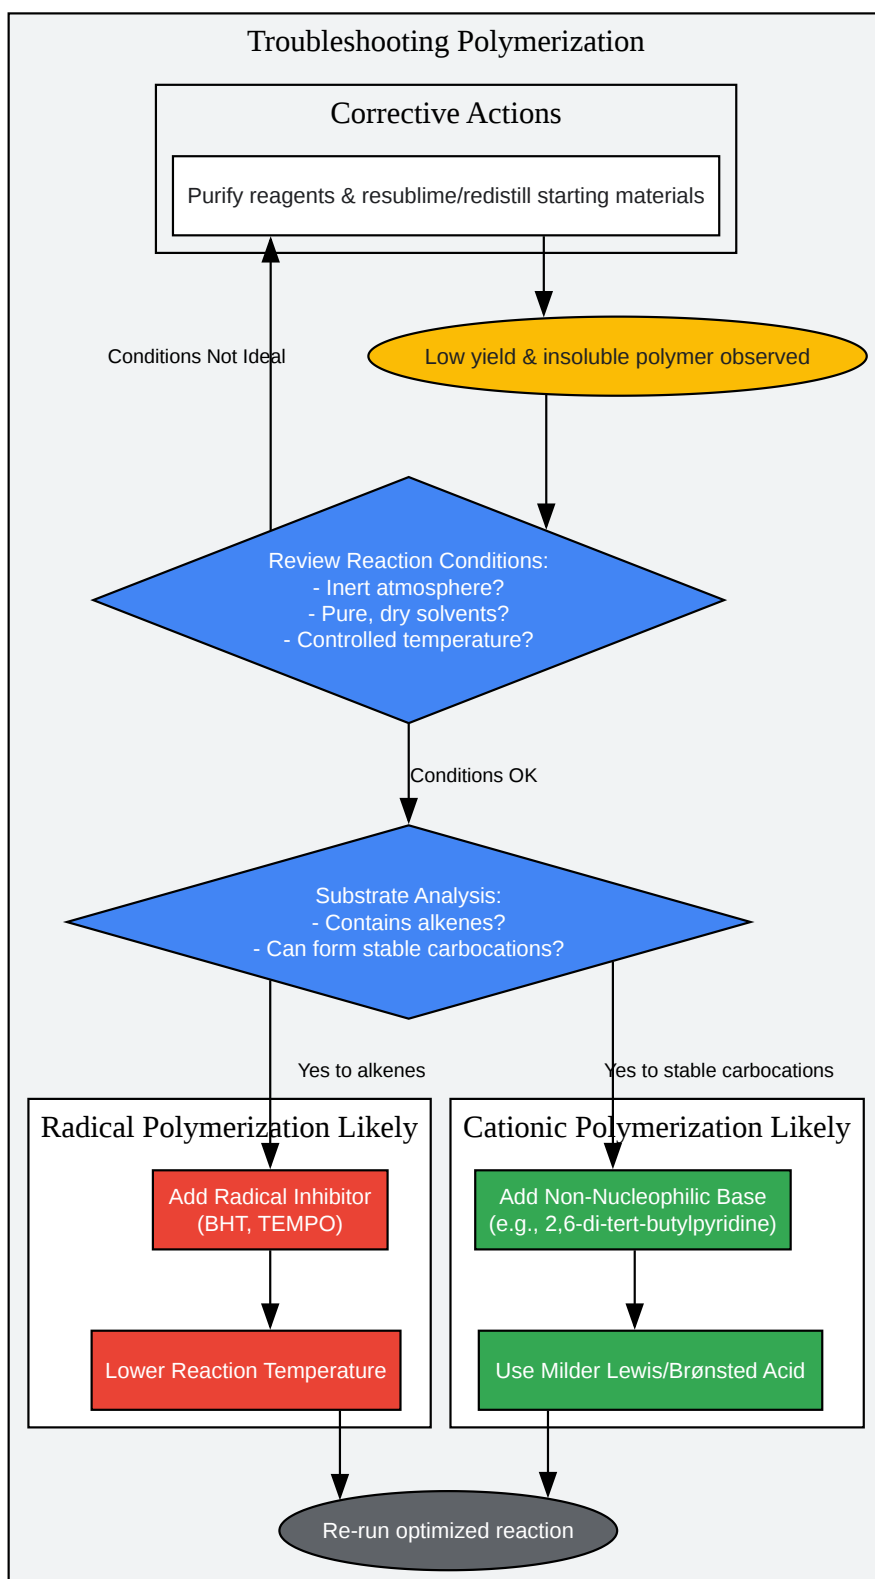 Troubleshooting Polymerization
Corrective Actions
Purify reagents & resublime/redistill starting materials
Conditions Not Ideal
Low yield & insoluble polymer observed
Review Reaction Conditions:
- Inert atmosphere?
- Pure, dry solvents?
- Controlled temperature?
Conditions OK
Substrate Analysis:
- Contains alkenes?
- Can form stable carbocations?
Yes to alkenes
Yes to stable carbocations
Radical Polymerization Likely
Cationic Polymerization Likely
Add Radical Inhibitor
(BHT, TEMPO)
Add Non-Nucleophilic Base
(e.g., 2,6-di-tert-butylpyridine)
Lower Reaction Temperature
Use Milder Lewis/Brønsted Acid
Re-run optimized reaction